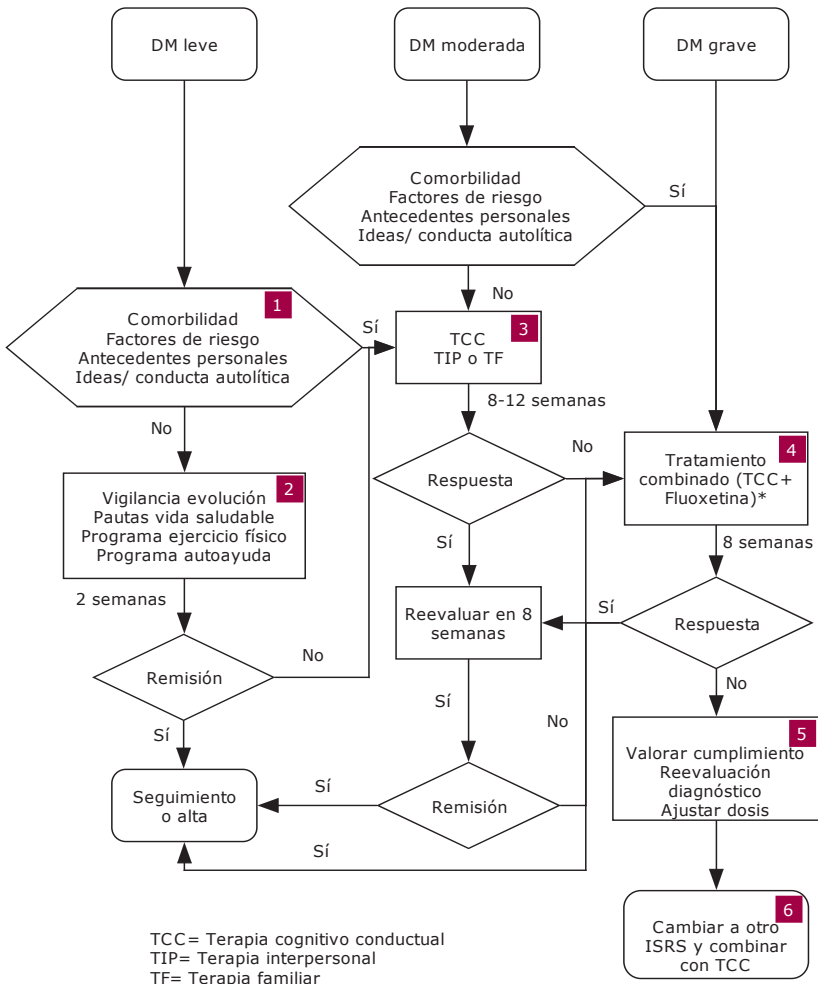 DM leve
DM moderada
DM grave
Comorbilidad
Factores de riesgo
Antecedentes personales
Ideas/ conducta autolítica
Sí
No
1
Comorbilidad
Factores de riesgo
Antecedentes personales
Ideas/ conducta autolítica
Sí
No
3
TCC
TIP o TF
8-12 semanas
2
Vigilancia evolución
Pautas vida saludable
Programa ejercicio físico
Programa autoayuda
2 semanas
Respuesta
No
Sí
4
Tratamiento
combinado (TCC+
Fluoxetina)*
8 semanas
Remisión
No
Sí
Reevaluar en 8
semanas
Sí
Sí
Respuesta
No
Seguimiento
o alta
Sí
Remisión
No
Sí
5
Valorar cumplimiento
Reevaluación
diagnóstico
Ajustar dosis
6
Cambiar a otro
ISRS y combinar
con TCC
TCC= Terapia cognitivo conductual
TIP= Terapia interpersonal
TF= Terapia familiar